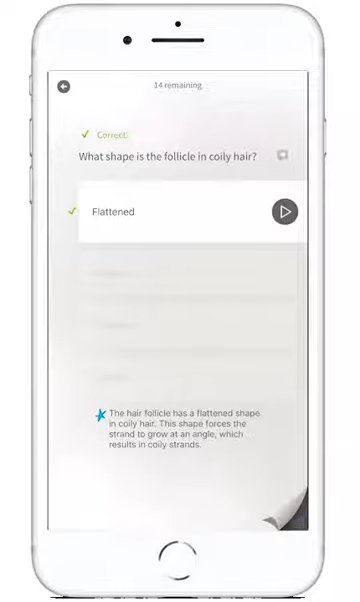 14 remaining
Correct:
What shape is the follicle in coily hair?
Flattened
The hair follicle has a flattened shape
in coily hair. This shape forces the
strand to grow at an angle, which
results in coily strands.